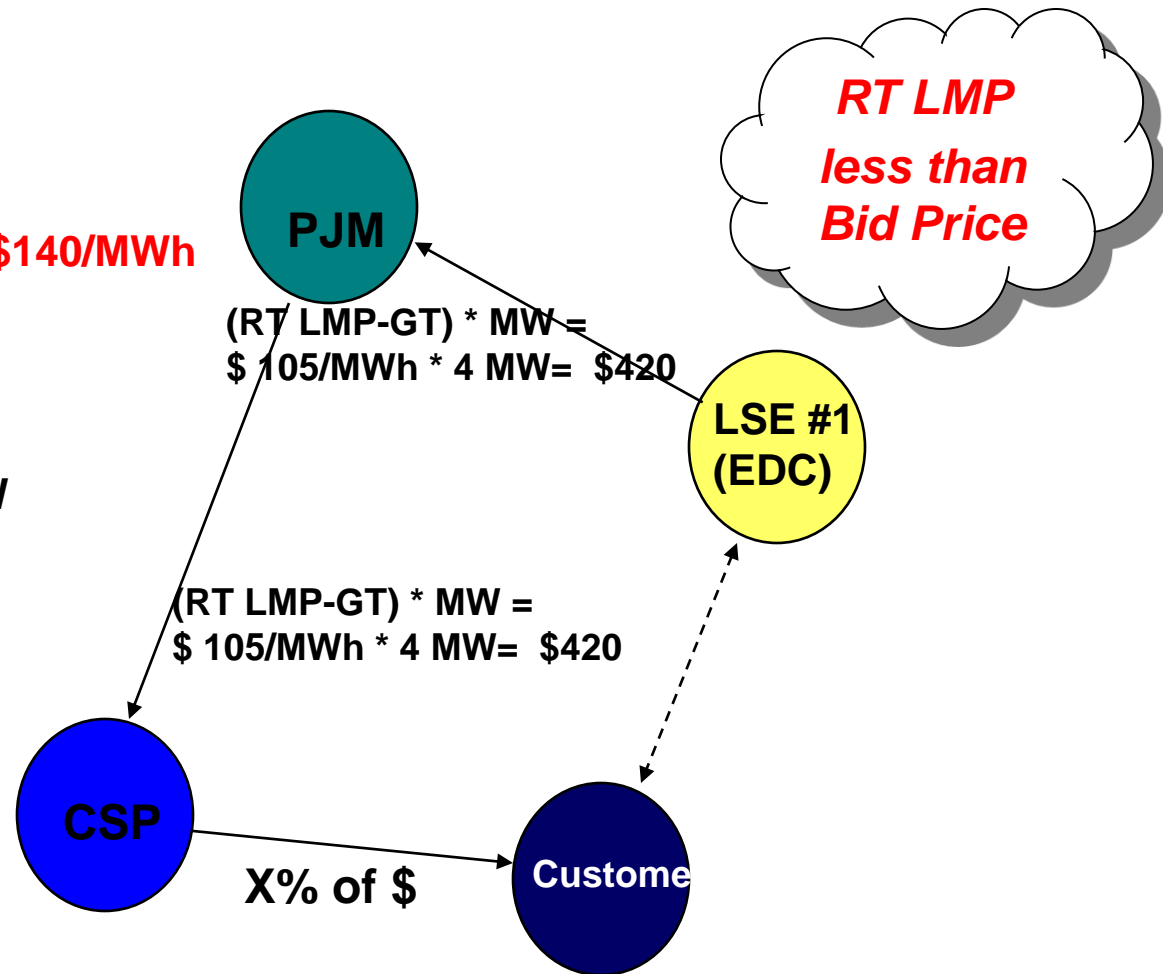 RT LMP
less than
Bid Price
PJM
$140/MWh
(RT LMP-GT) * MW =
$ 105/MWh * 4 MW= $420
LSE #1
(EDC)
(RT LMP-GT) * MW =
$ 105/MWh * 4 MW= $420
CSP
Custome
X% of $